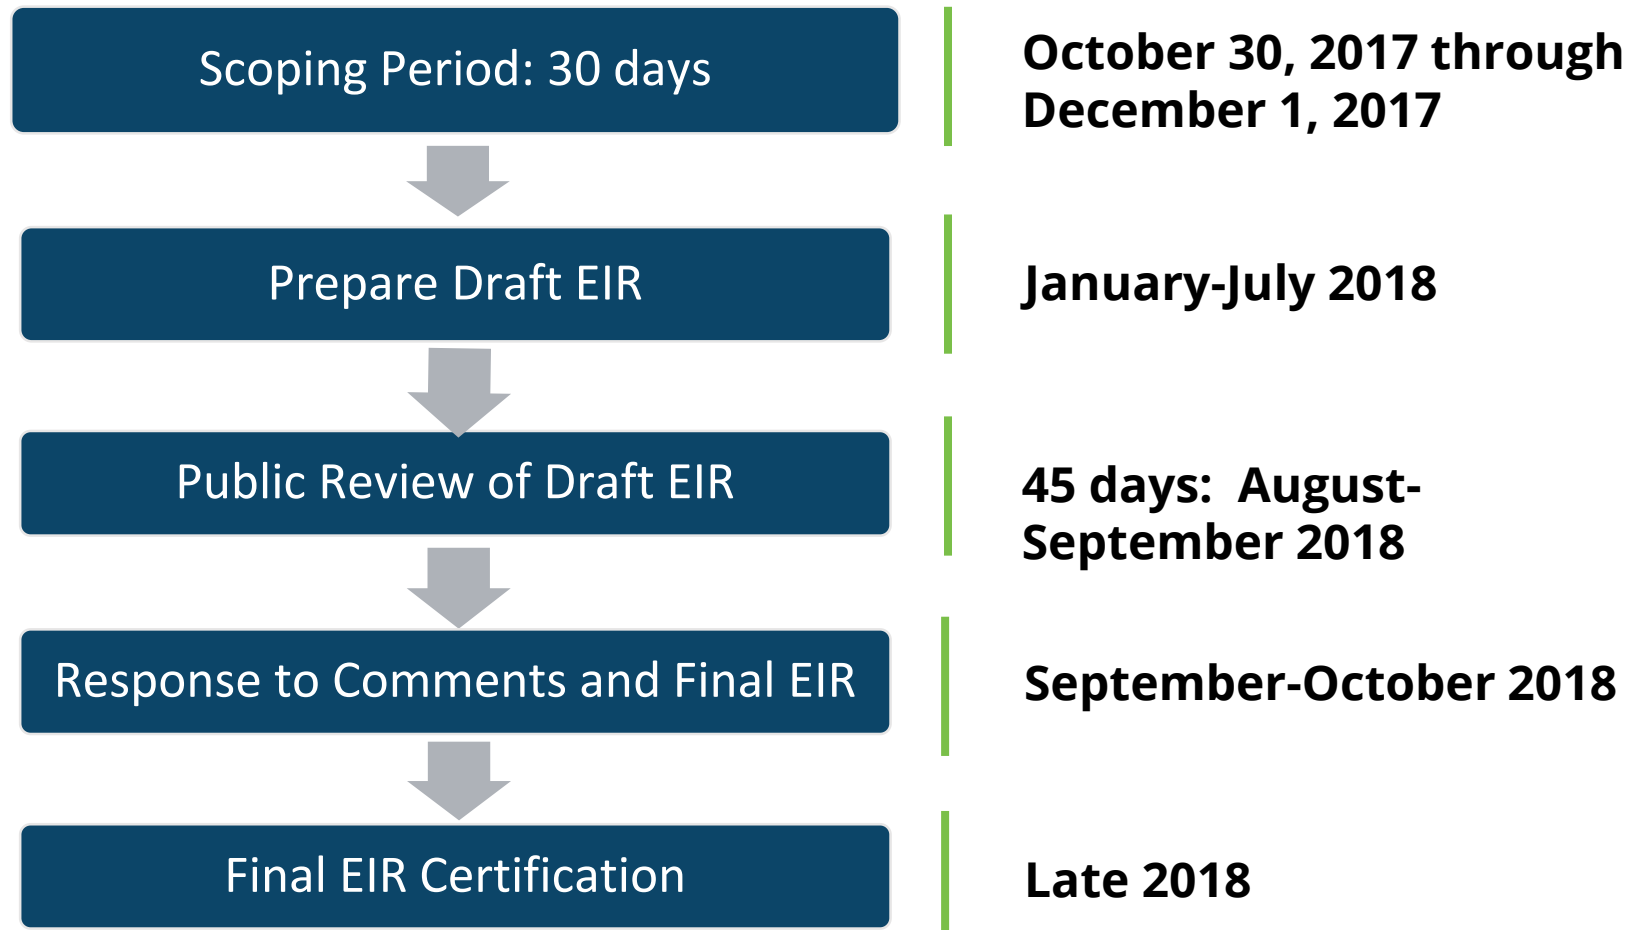 Scoping Period: 30 days
October 30, 2017 through
December 1, 2017
Prepare Draft EIR
January-July 2018
Public Review of Draft EIR
45 days:  August-
September 2018
Response to Comments and Final EIR
September-October 2018
Final EIR Certification
Late 2018